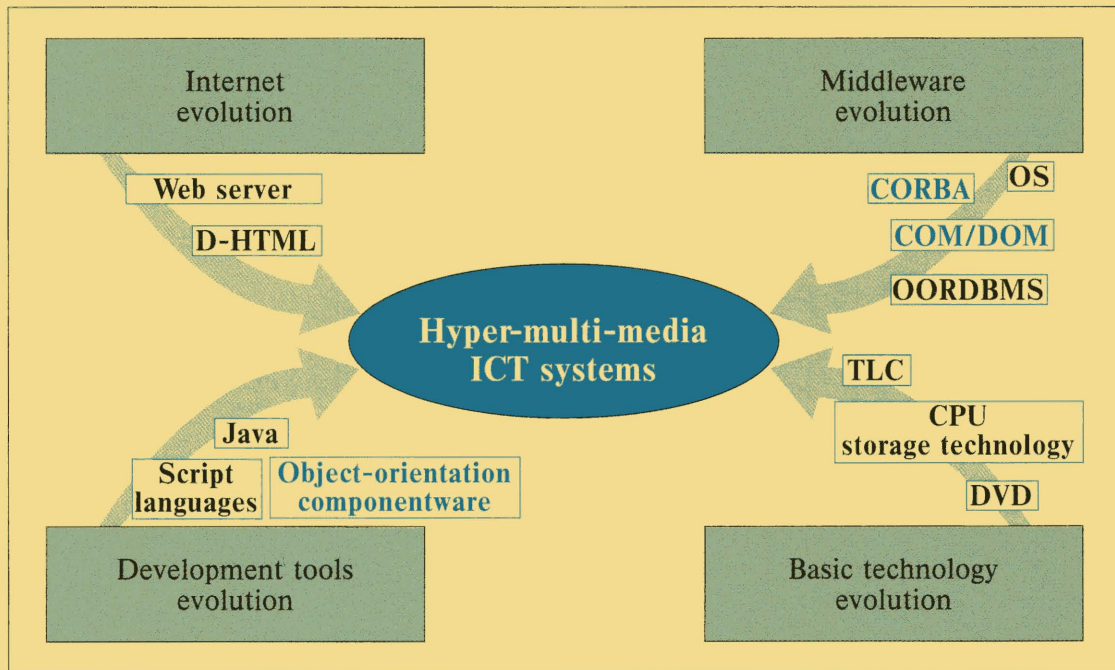 Internet
evolution
Middleware
evolution
Web server
D-HTML
CORBA
OS
COM/DOM
OORDBMS
Hyper-multi-media
ICT systems
Java
Script
languages
Object-orientation
componentware
TLC
CPU
storage technology
DVD
Development tools
evolution
Basic technology
evolution